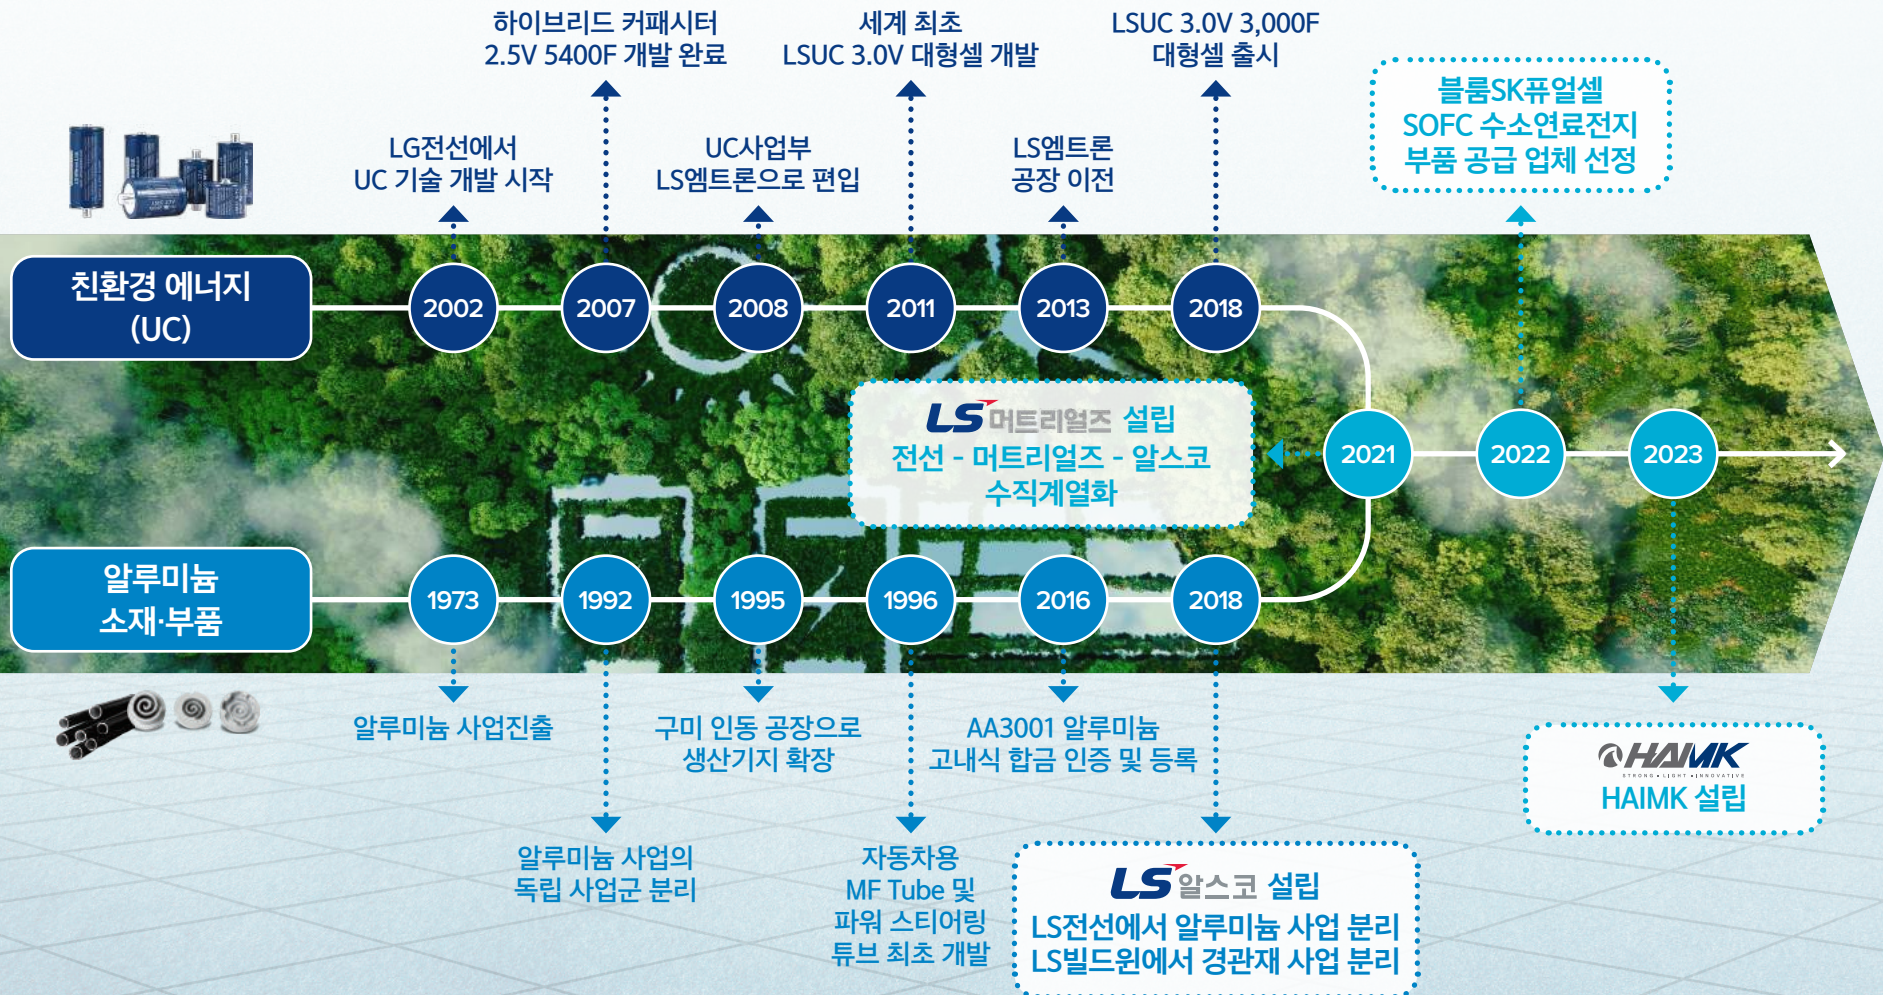 하이브리드 커패시터
2.5V 5400F 개발 완료
세계 최초
LSUC 3.0V 대형셀 개발
LSUC 3.0V 3,000F
대형셀 출시
블룸SK퓨얼셀
SOFC 수소연료전지
부품 공급 업체 선정
LG전선에서
UC 기술 개발 시작
UC사업부
LS엠트론으로 편입
LS엠트론
공장 이전
친환경 에너지
(UC)
2002
2007
2008
2011
2013
2018
LS 머트리얼즈 설립
전선 - 머트리얼즈 - 알스코
수직계열화
2021
2022
2023
알루미늄
소재·부품
1973
1992
1995
1996
2016
2018
알루미늄 사업진출
구미 인동 공장으로
생산기지 확장
AA3001 알루미늄
고내식 합금 인증 및 등록
HAIMK
STRONG • LIGHT • INNOVATIVE
HAIMK 설립
알루미늄 사업의
독립 사업군 분리
자동차용
MF Tube 및
파워 스티어링
튜브 최초 개발
LS 알스코 설립
LS전선에서 알루미늄 사업 분리
LS빌드윈에서 경관재 사업 분리